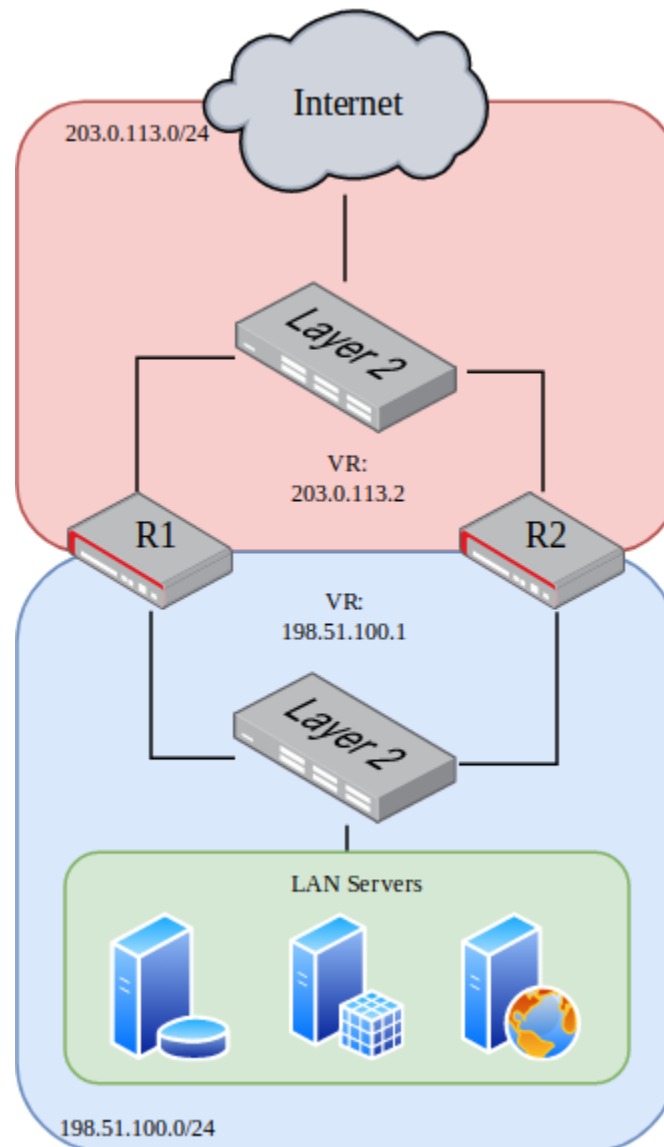 Internet
203.0.113.0/24
Layer 2
VR:
203.0.113.2
R1
R2
VR:
198.51.100.1
Layer 2
LAN Servers
198.51.100.0/24